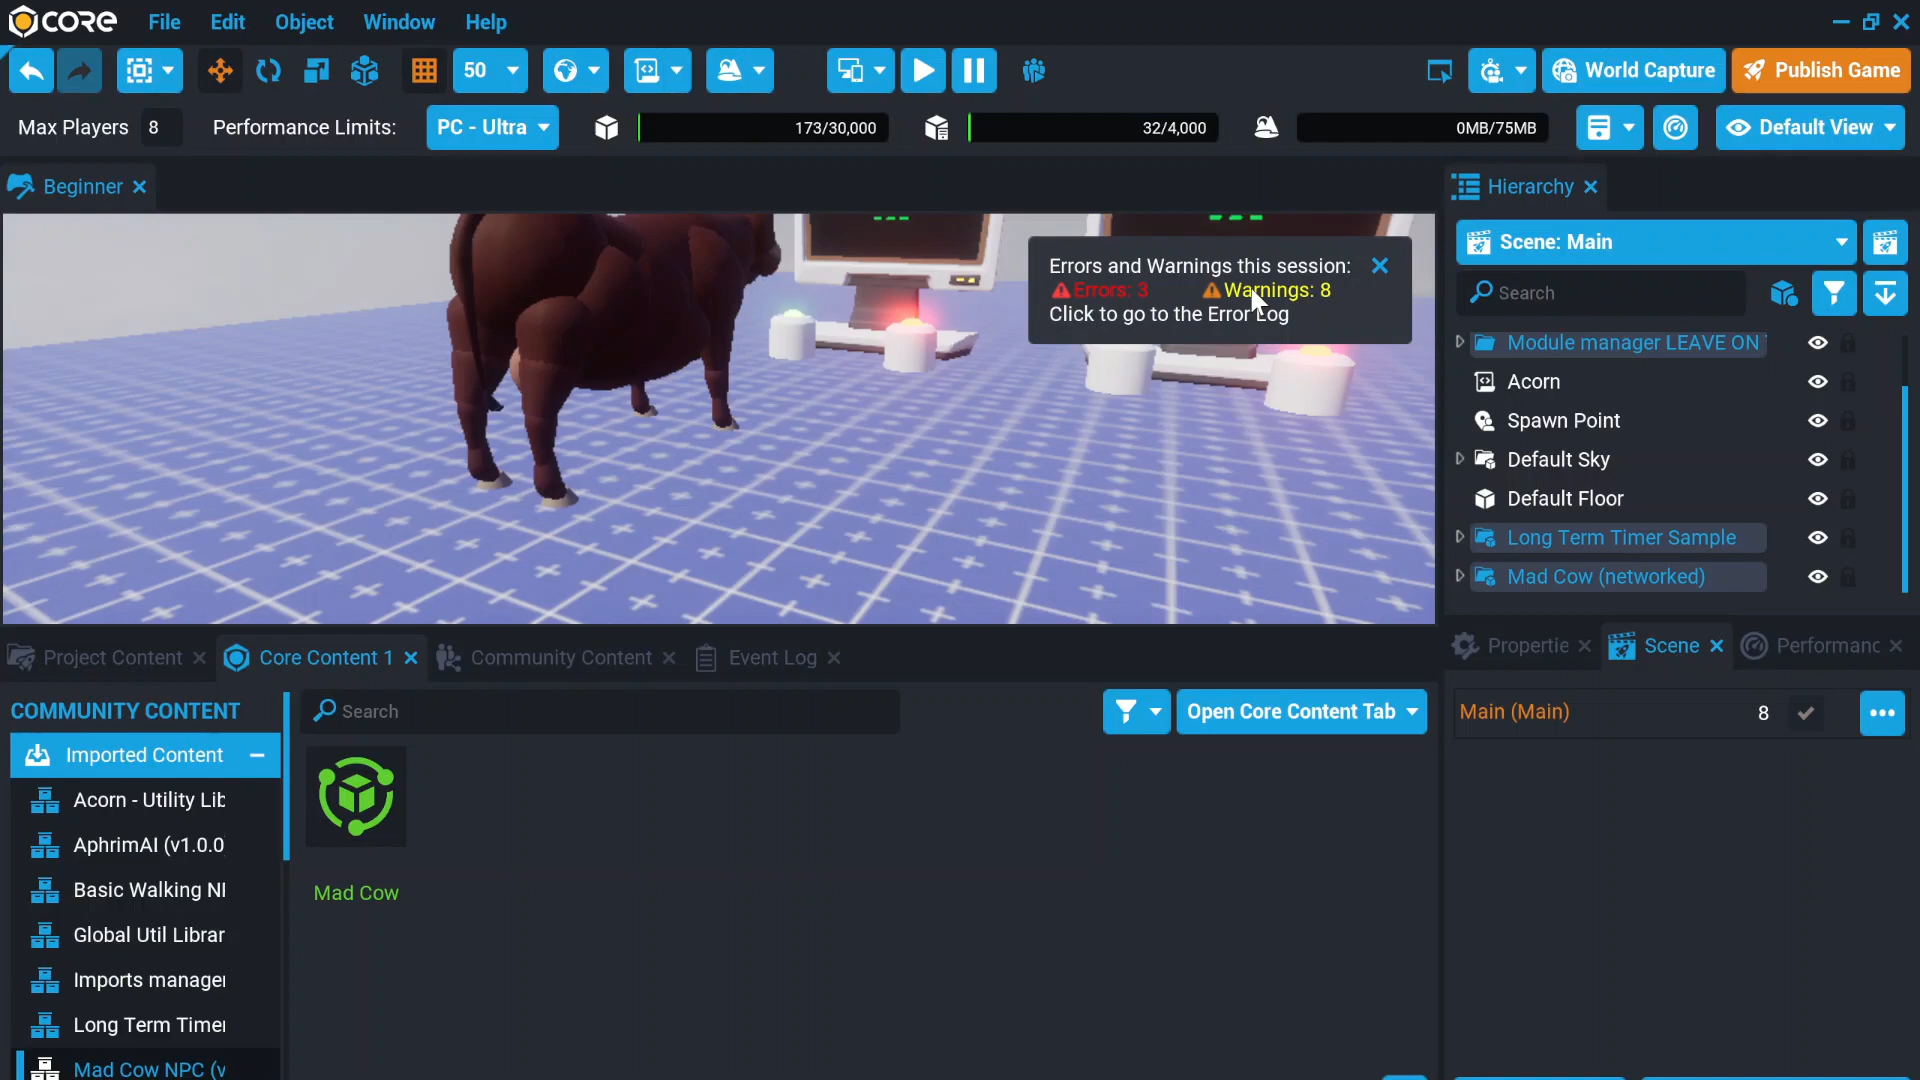 CORE File Edit Object Window Help
50 World Capture Publish Game
Max Players 8 Performance Limits: PC - Ultra 173/30,000 32/4,000 0MB/75MB Default View
Beginner
Hierarchy
Errors and Warnings this session:
Errors: 3 Warnings: 8
Click to go to the Error Log
Scene: Main
Search
Module manager LEAVE ON
Acorn
Spawn Point
Default Sky
Default Floor
Long Term Timer Sample
Mad Cow (networked)
Project Content Core Content 1 Community Content Event Log
Propertie Scene Performanc
COMMUNITY CONTENT
Search
Open Core Content Tab
Main (Main) 8
Imported Content
Acorn - Utility Lib
AphrimAI (v1.0.0
Basic Walking NI
Global Util Librar
Imports manager
Long Term Timer
Mad Cow NPC (v
Mad Cow